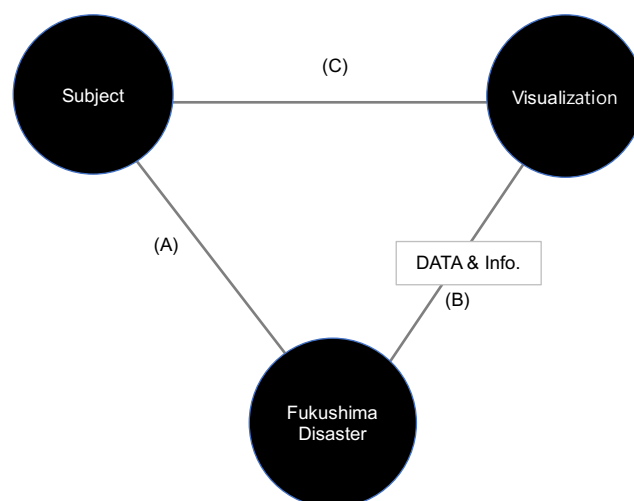 (C)
Subject
Visualization
(A)
DATA & Info.
(B)
Fukushima
Disaster